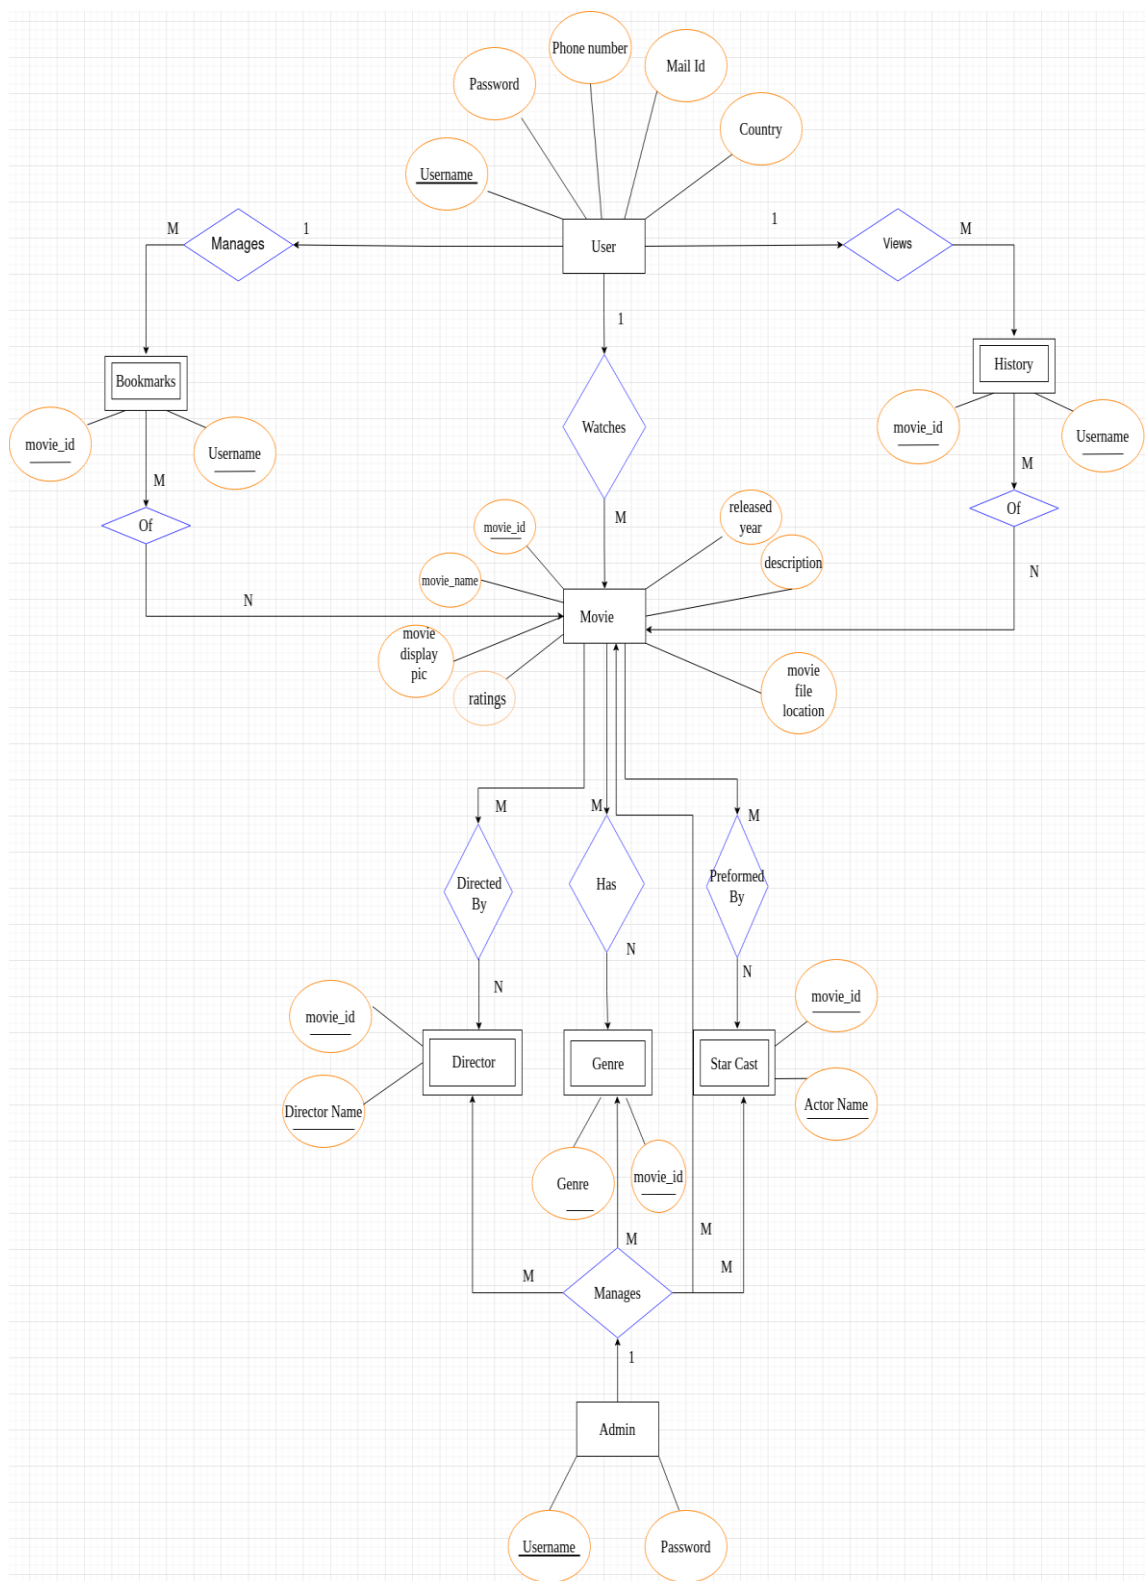 Phone number
Mail Id
Password
Country
Username
M
Manages
1
User
1
Views
M
1
Bookmarks
History
movie_id
Username
Watches
movie_id
Username
M
Of
M
M
Of
movie_id
released
year
movie_name
description
N
Movie
N
movie
display
pic
ratings
movie
file
location
M
M
M
Directed
By
Has
Preformed
By
N
N
N
movie_id
movie_id
Director
Genre
Star Cast
Director Name
Actor Name
Genre
movie_id
M
M
M
M
Manages
1
Admin
Username
Password